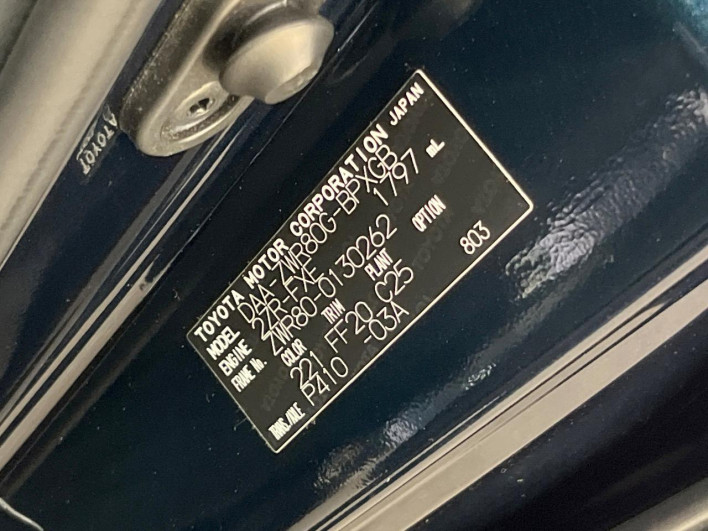 TOYOTA MOTOR CORPORATION JAPAN
MODEL DAA-ZWR80G-BPXGB
ENGINE 2ZR-FXE 1797 mL
FRAME No. ZWR80-0130262
COLOR TRIM PLANT OPTION
221 FF20 C25 803
TRNS/AXLE P410 -03A